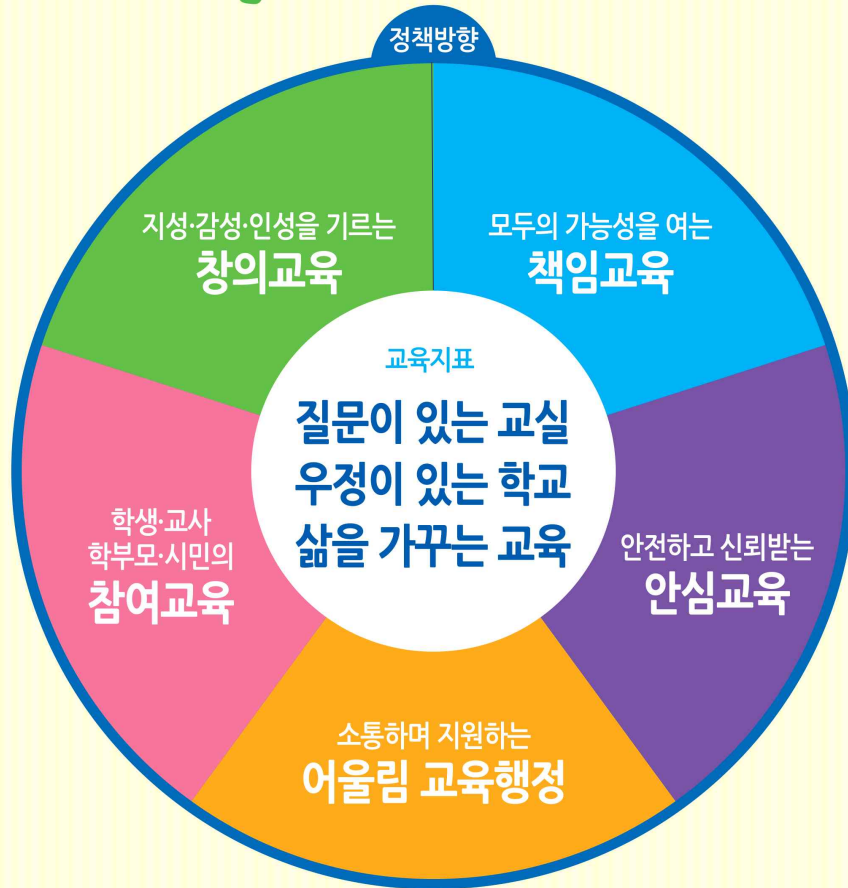 정책방향
지성·감성·인성을 기르는
창의교육
모두의 가능성을 여는
책임교육
교육지표
질문이 있는 교실
우정이 있는 학교
삶을 가꾸는 교육
학생·교사
학부모·시민의
참여교육
안전하고 신뢰받는
안심교육
소통하며 지원하는
어울림 교육행정